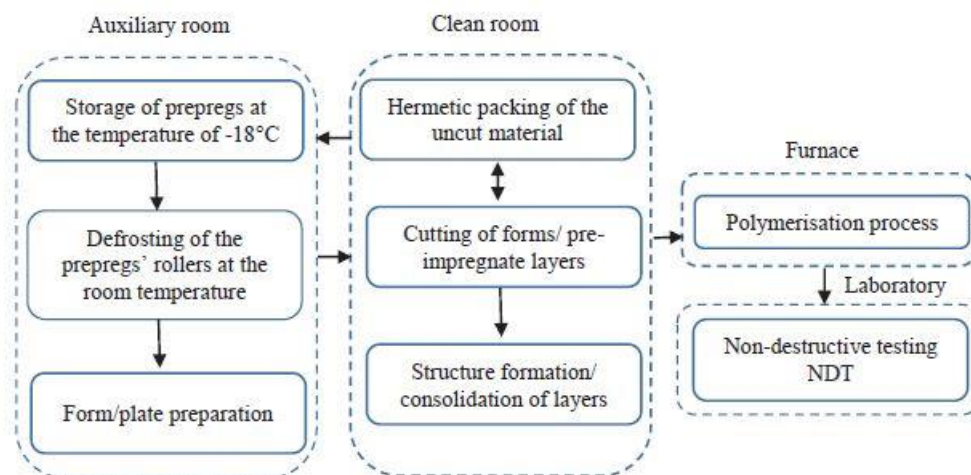 Auxiliary room
Storage of prepregs at
the temperature of -18°C
Defrosting of the
prepregs’ rollers at the
room temperature
Form/plate preparation
Clean room
Hermetic packing of the
uncut material
Cutting of forms/ pre-
impregnate layers
Structure formation/
consolidation of layers
Furnace
Polymerisation process
Laboratory
Non-destructive testing
NDT